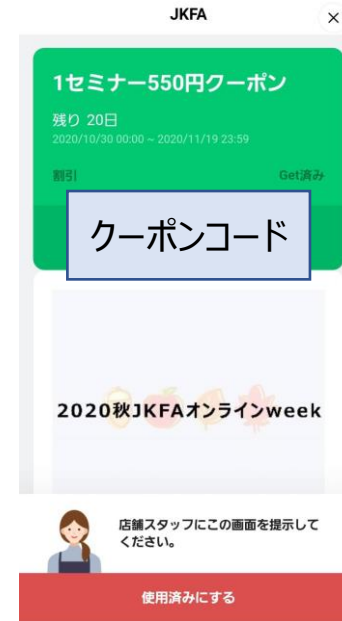 JKFA
1セミナー550円クーポン
残り 20日
2020/10/30 00:00 ~ 2020/11/19 23:59
割引 Get済み
クーポンコード
2020秋JKFAオンラインweek
店舗スタッフにこの画面を提示して
ください。
使用済みにする